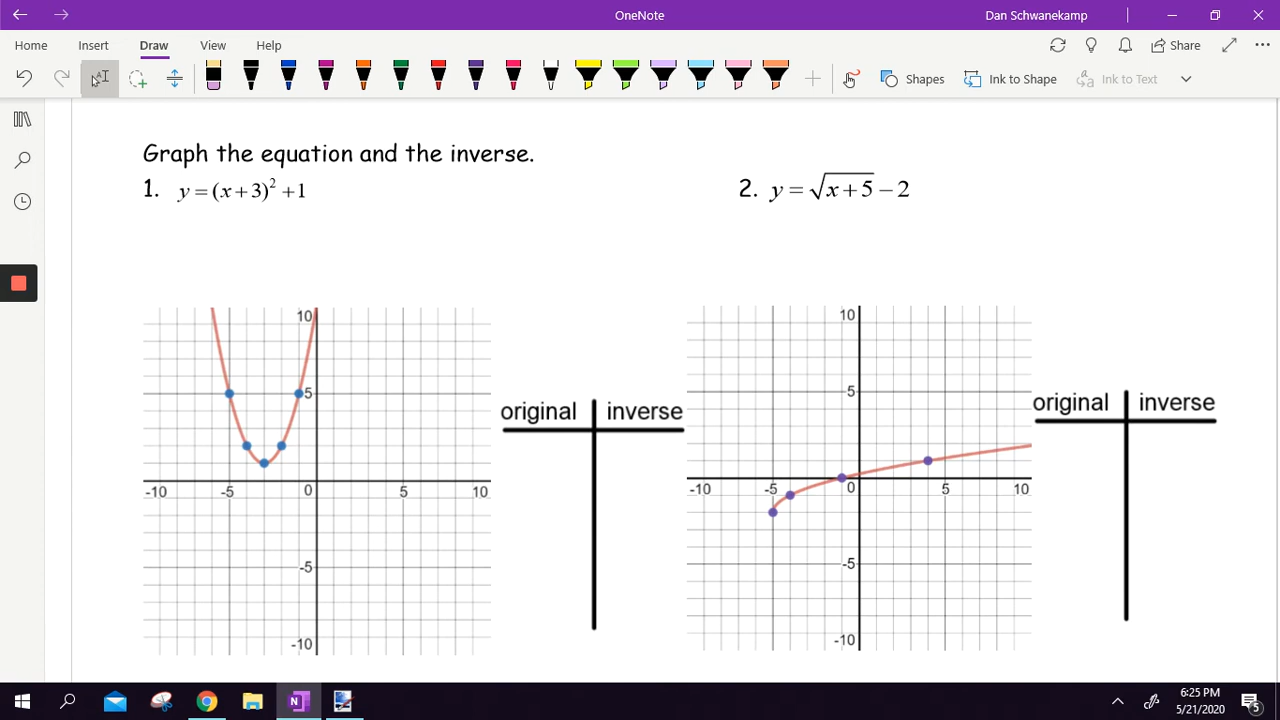 OneNote
Dan Schwanekamp
Home Insert Draw View Help
Share
Shapes Ink to Shape Ink to Text
Graph the equation and the inverse.
1. y = (x + 3)² + 1
2. y = √x + 5 − 2
10
5
-10 -5 0 5 10
-5
-10
original inverse
10
5
-10 -5 0 5 10
-5
-10
original inverse
6:25 PM
5/21/2020
5